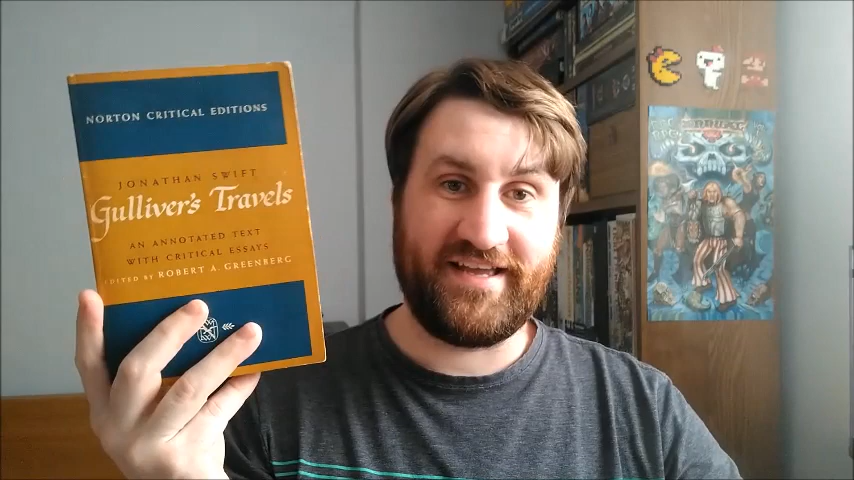 NORTON CRITICAL EDITIONS
JONATHAN SWIFT
Gulliver's Travels
AN ANNOTATED TEXT
WITH CRITICAL ESSAYS
EDITED BY ROBERT A. GREENBERG